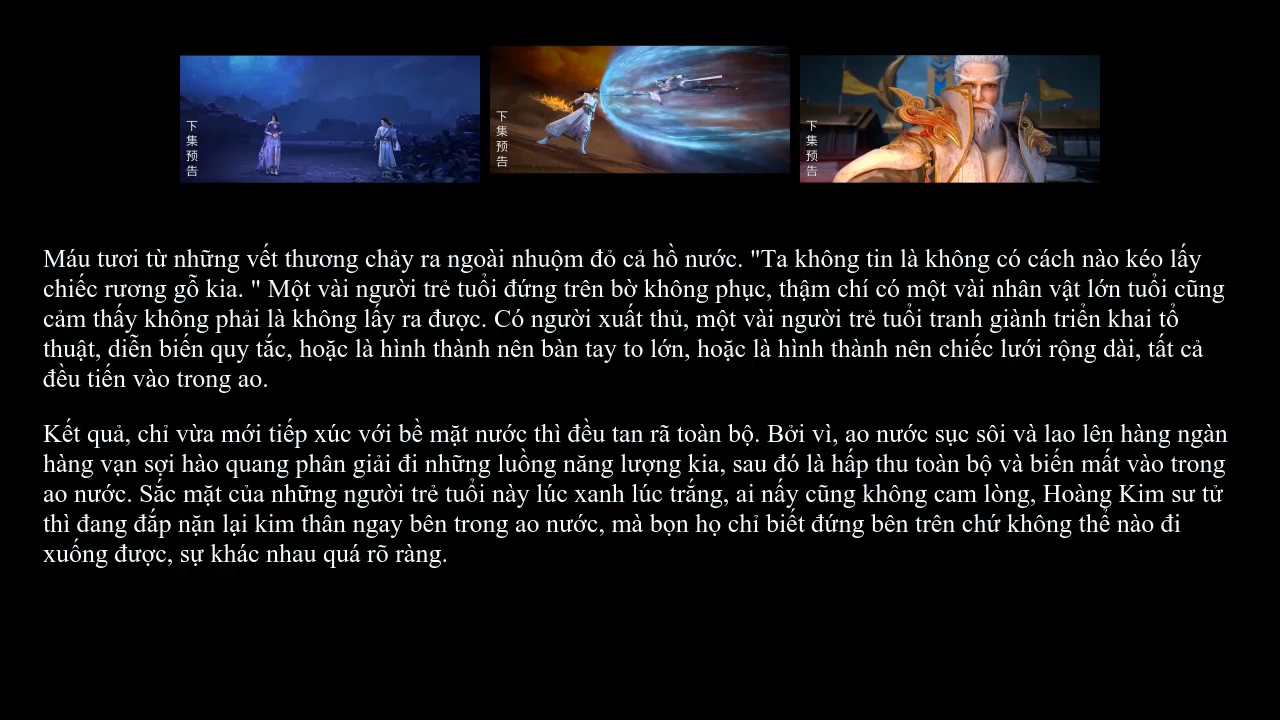 下集预告
下集预告
下集预告
Máu tươi từ những vết thương chảy ra ngoài nhuộm đỏ cả hồ nước. "Ta không tin là không có cách nào kéo lấy
chiếc rương gỗ kia. " Một vài người trẻ tuổi đứng trên bờ không phục, thậm chí có một vài nhân vật lớn tuổi cũng
cảm thấy không phải là không lấy ra được. Có người xuất thủ, một vài người trẻ tuổi tranh giành triển khai tổ
thuật, diễn biến quy tắc, hoặc là hình thành nên bàn tay to lớn, hoặc là hình thành nên chiếc lưới rộng dài, tất cả
đều tiến vào trong ao.
Kết quả, chỉ vừa mới tiếp xúc với bề mặt nước thì đều tan rã toàn bộ. Bởi vì, ao nước sục sôi và lao lên hàng ngàn
hàng vạn sợi hào quang phân giải đi những luồng năng lượng kia, sau đó là hấp thu toàn bộ và biến mất vào trong
ao nước. Sắc mặt của những người trẻ tuổi này lúc xanh lúc trắng, ai nấy cũng không cam lòng, Hoàng Kim sư tử
thì đang đắp nặn lại kim thân ngay bên trong ao nước, mà bọn họ chỉ biết đứng bên trên chứ không thể nào đi
xuống được, sự khác nhau quá rõ ràng.